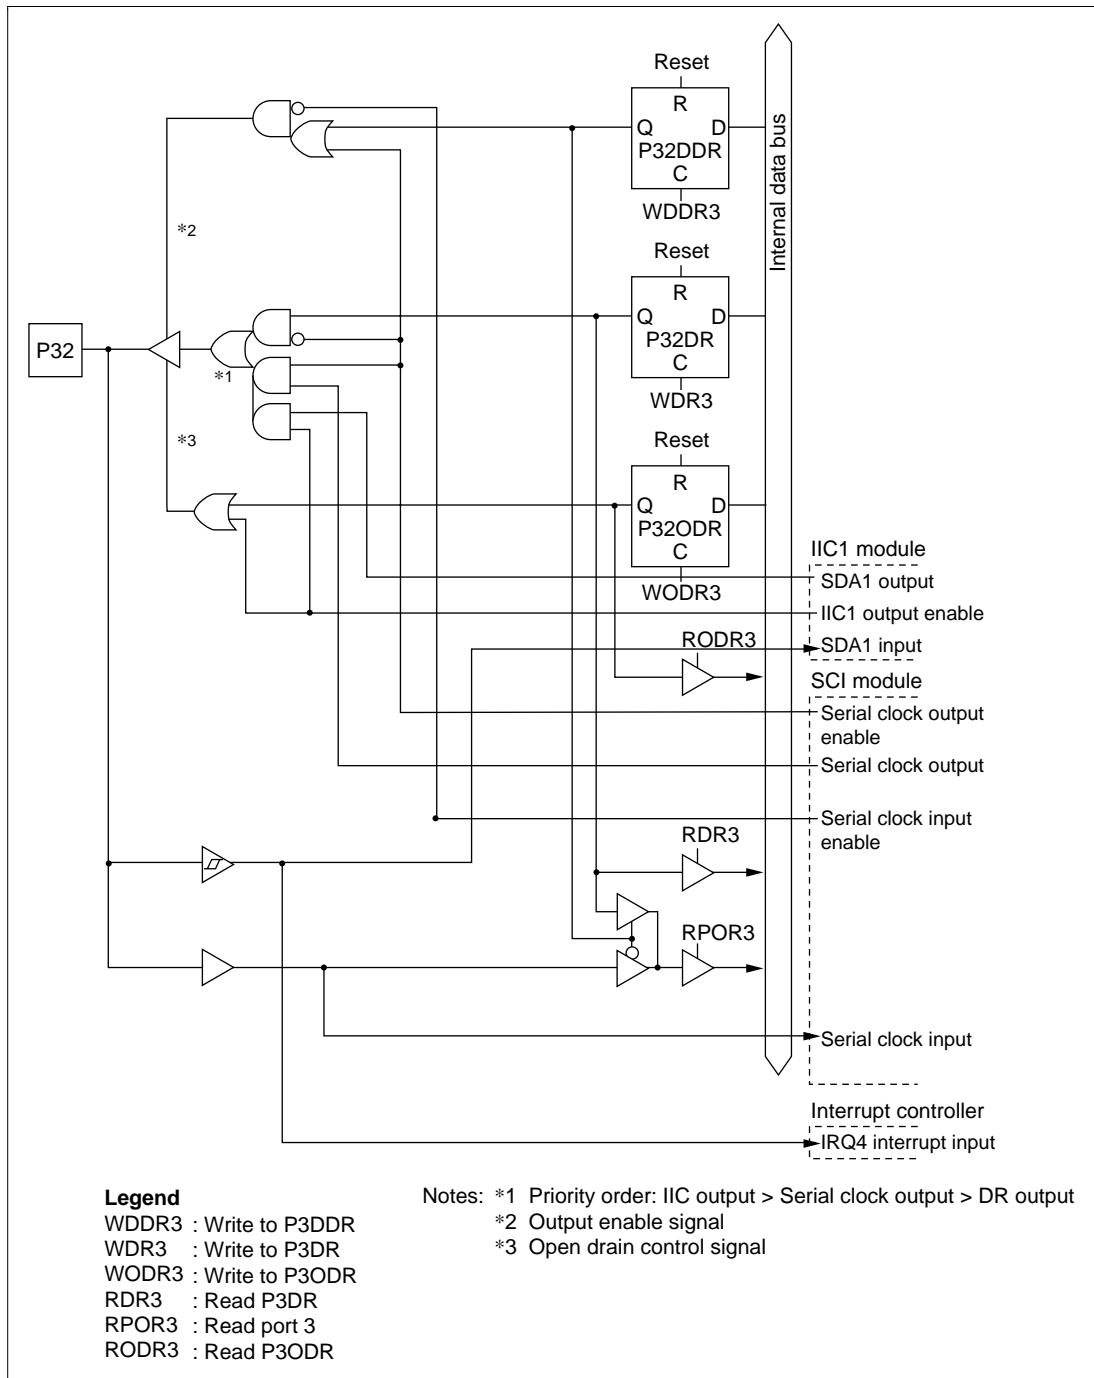 Reset
R
Q D
P32DDR
C
WDDR3
Internal data bus
*2
Reset
R
Q D
P32DR
C
WDR3
P32
*1
*3
Reset
R
Q D
P32ODR
C
WODR3
IIC1 module
SDA1 output
IIC1 output enable
SDA1 input
RODR3
SCI module
Serial clock output
enable
Serial clock output
Serial clock input
enable
RDR3
RPOR3
Serial clock input
Interrupt controller
IRQ4 interrupt input
Legend
WDDR3 : Write to P3DDR
WDR3 : Write to P3DR
WODR3 : Write to P3ODR
RDR3 : Read P3DR
RPOR3 : Read port 3
RODR3 : Read P3ODR
Notes: *1 Priority order: IIC output > Serial clock output > DR output
*2 Output enable signal
*3 Open drain control signal